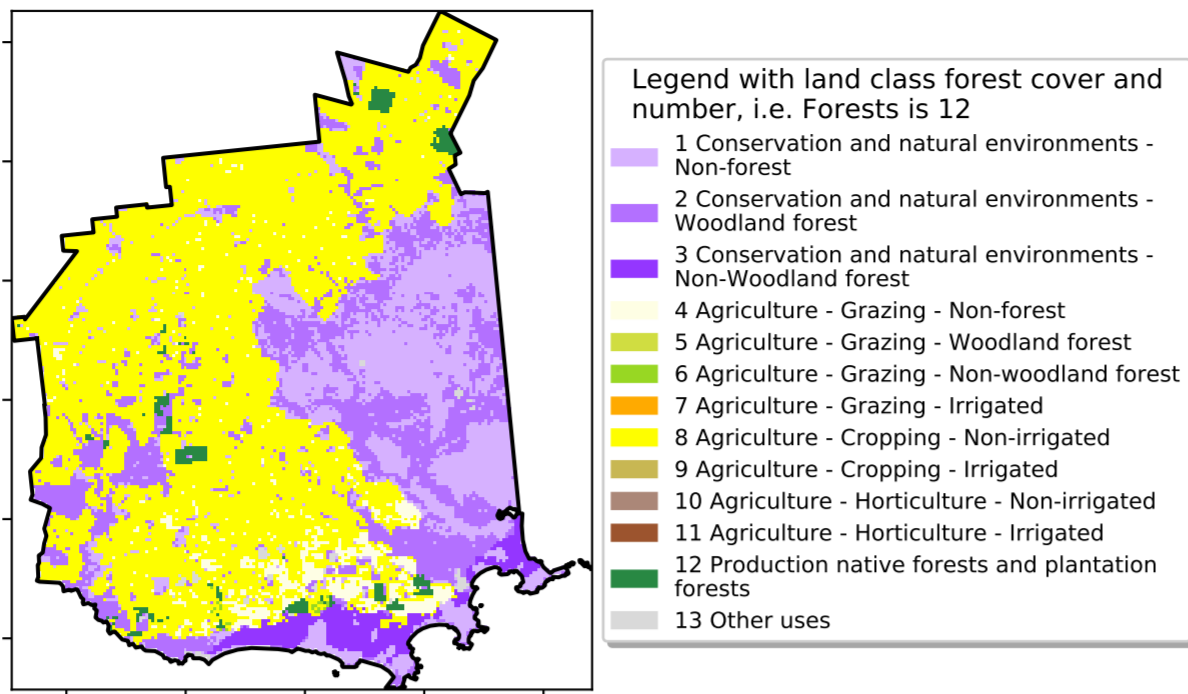 Legend with land class forest cover and
number, i.e. Forests is 12
1 Conservation and natural environments -
Non-forest
2 Conservation and natural environments -
Woodland forest
3 Conservation and natural environments -
Non-Woodland forest
4 Agriculture - Grazing - Non-forest
5 Agriculture - Grazing - Woodland forest
6 Agriculture - Grazing - Non-woodland forest
7 Agriculture - Grazing - Irrigated
8 Agriculture - Cropping - Non-irrigated
9 Agriculture - Cropping - Irrigated
10 Agriculture - Horticulture - Non-irrigated
11 Agriculture - Horticulture - Irrigated
12 Production native forests and plantation
forests
13 Other uses